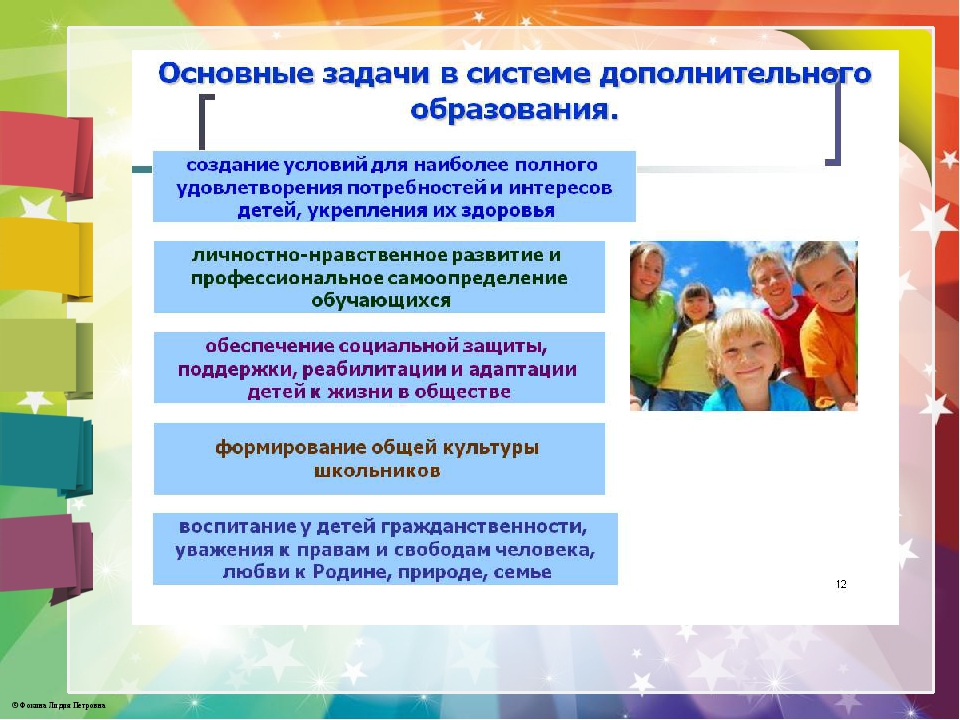 Основные задачи в системе дополнительного
образования.
создание условий для наиболее полного
удовлетворения потребностей и интересов
детей, укрепления их здоровья
личностно-нравственное развитие и
профессиональное самоопределение
обучающихся
обеспечение социальной защиты,
поддержки, реабилитации и адаптации
детей к жизни в обществе
формирование общей культуры
школьников
воспитание у детей гражданственности,
уважения к правам и свободам человека,
любви к Родине, природе, семье
12
© Фокина Лидия Петровна